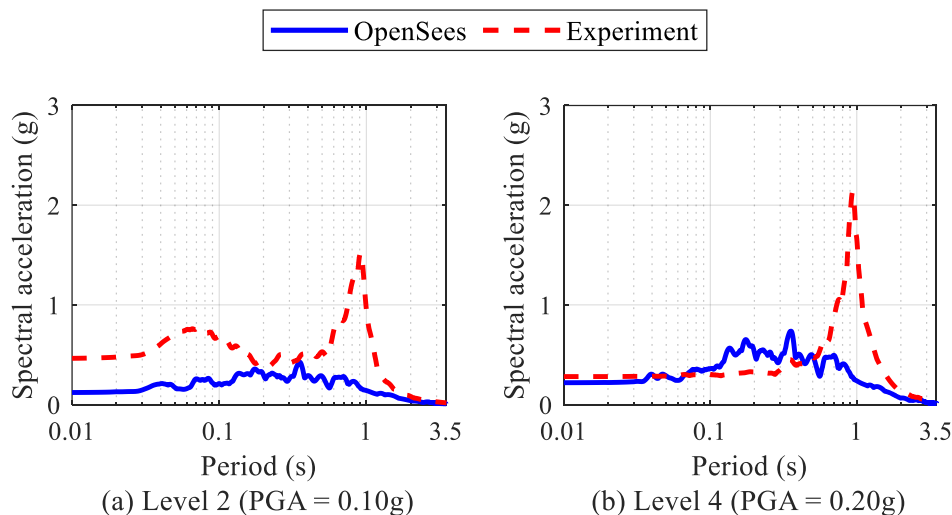 OpenSees Experiment
3
2
1
0
0.01 0.1 1 3.5
Spectral acceleration (g)
Period (s)
(a) Level 2 (PGA = 0.10g)
3
2
1
0
0.01 0.1 1 3.5
Spectral acceleration (g)
Period (s)
(b) Level 4 (PGA = 0.20g)